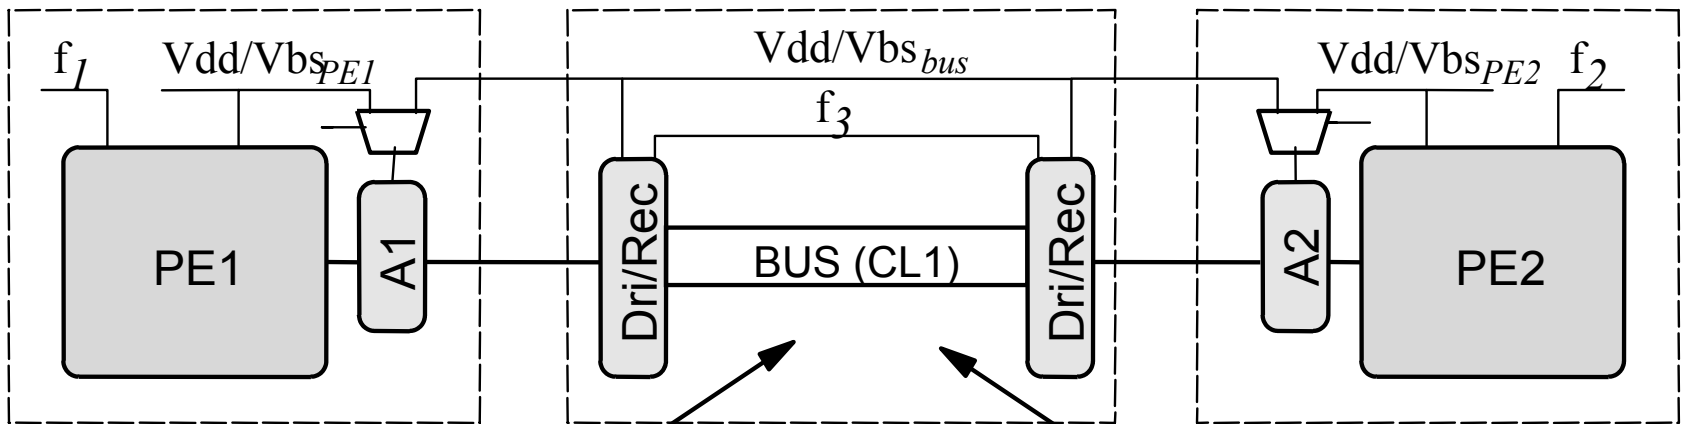 f1 Vdd/VbsPE1 Vdd/Vbsbus Vdd/VbsPE2 f2
f3
PE1 A1 Dri/Rec BUS (CL1) Dri/Rec A2 PE2